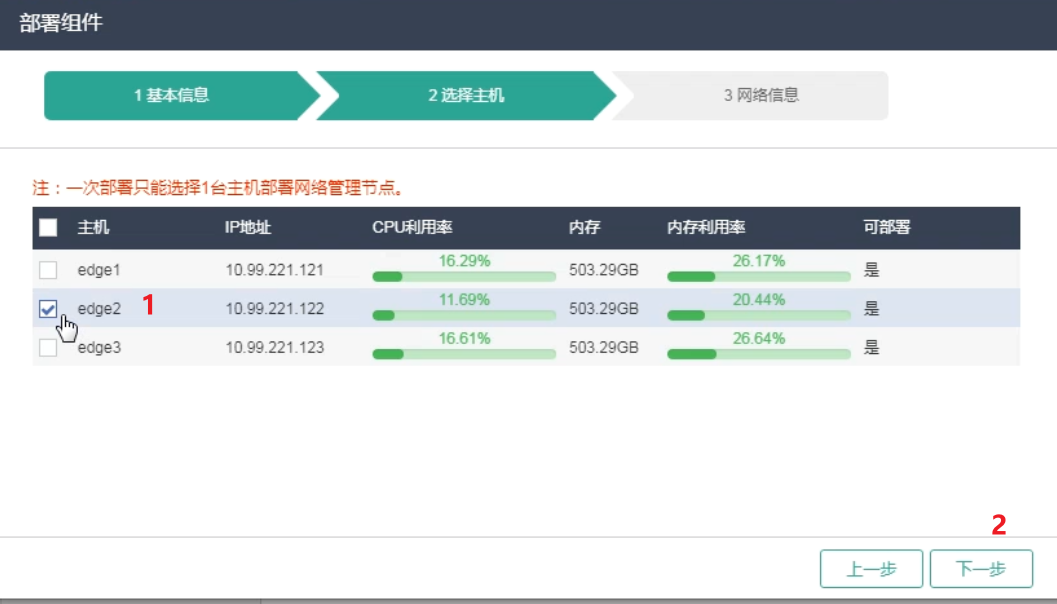 部署组件
1 基本信息 2 选择主机 3 网络信息
注：一次部署只能选择1台主机部署网络管理节点。
主机 IP地址 CPU利用率 内存 内存利用率 可部署
edge1 10.99.221.121 16.29% 503.29GB 26.17% 是
edge2 1 10.99.221.122 11.69% 503.29GB 20.44% 是
edge3 10.99.221.123 16.61% 503.29GB 26.64% 是
2
上一步 下一步